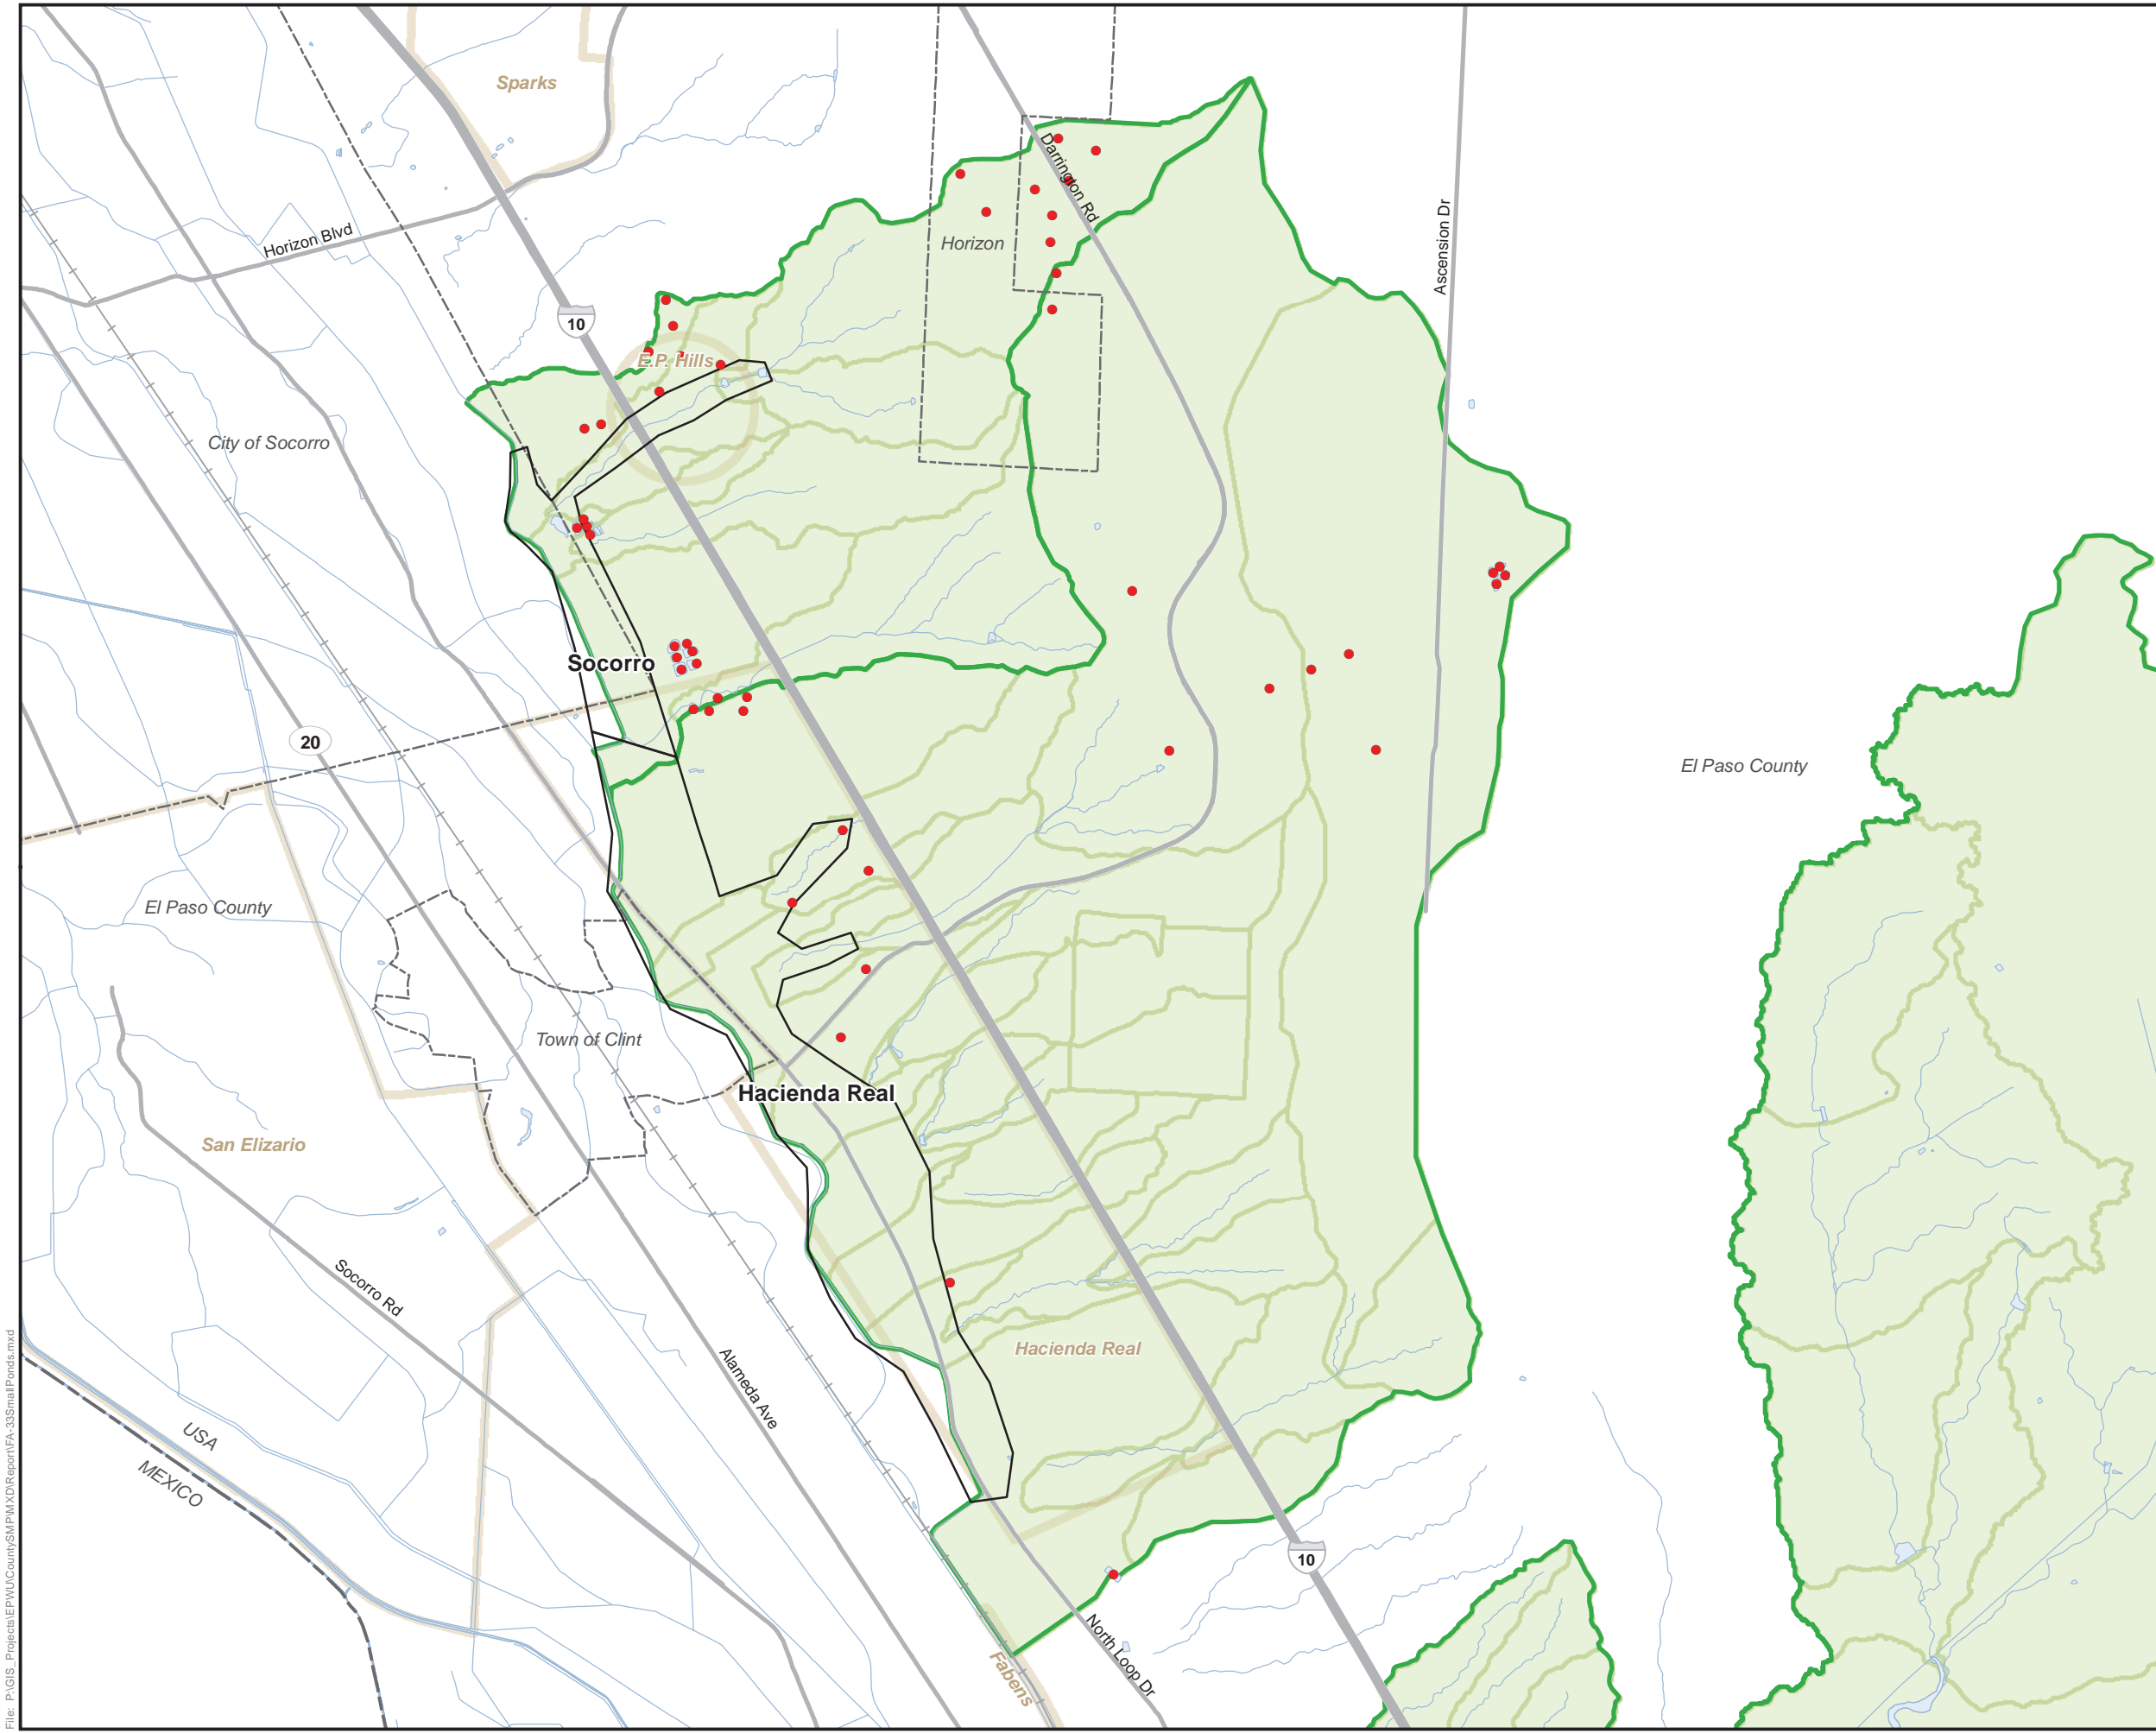 Sparks
Darrington Rd
Horizon Blvd
Horizon
Ascension Dr
10
E.P. Hills
City of Socorro
Socorro
20
El Paso County
El Paso County
Town of Clint
Hacienda Real
San Elizario
Socorro Rd
Hacienda Real
Alameda Ave
USA
MEXICO
10
North Loop Dr
Fabens
File: P:\GIS_Projects\EPWU\CountySMP\MXD\Report\FA-33SmallPonds.mxd